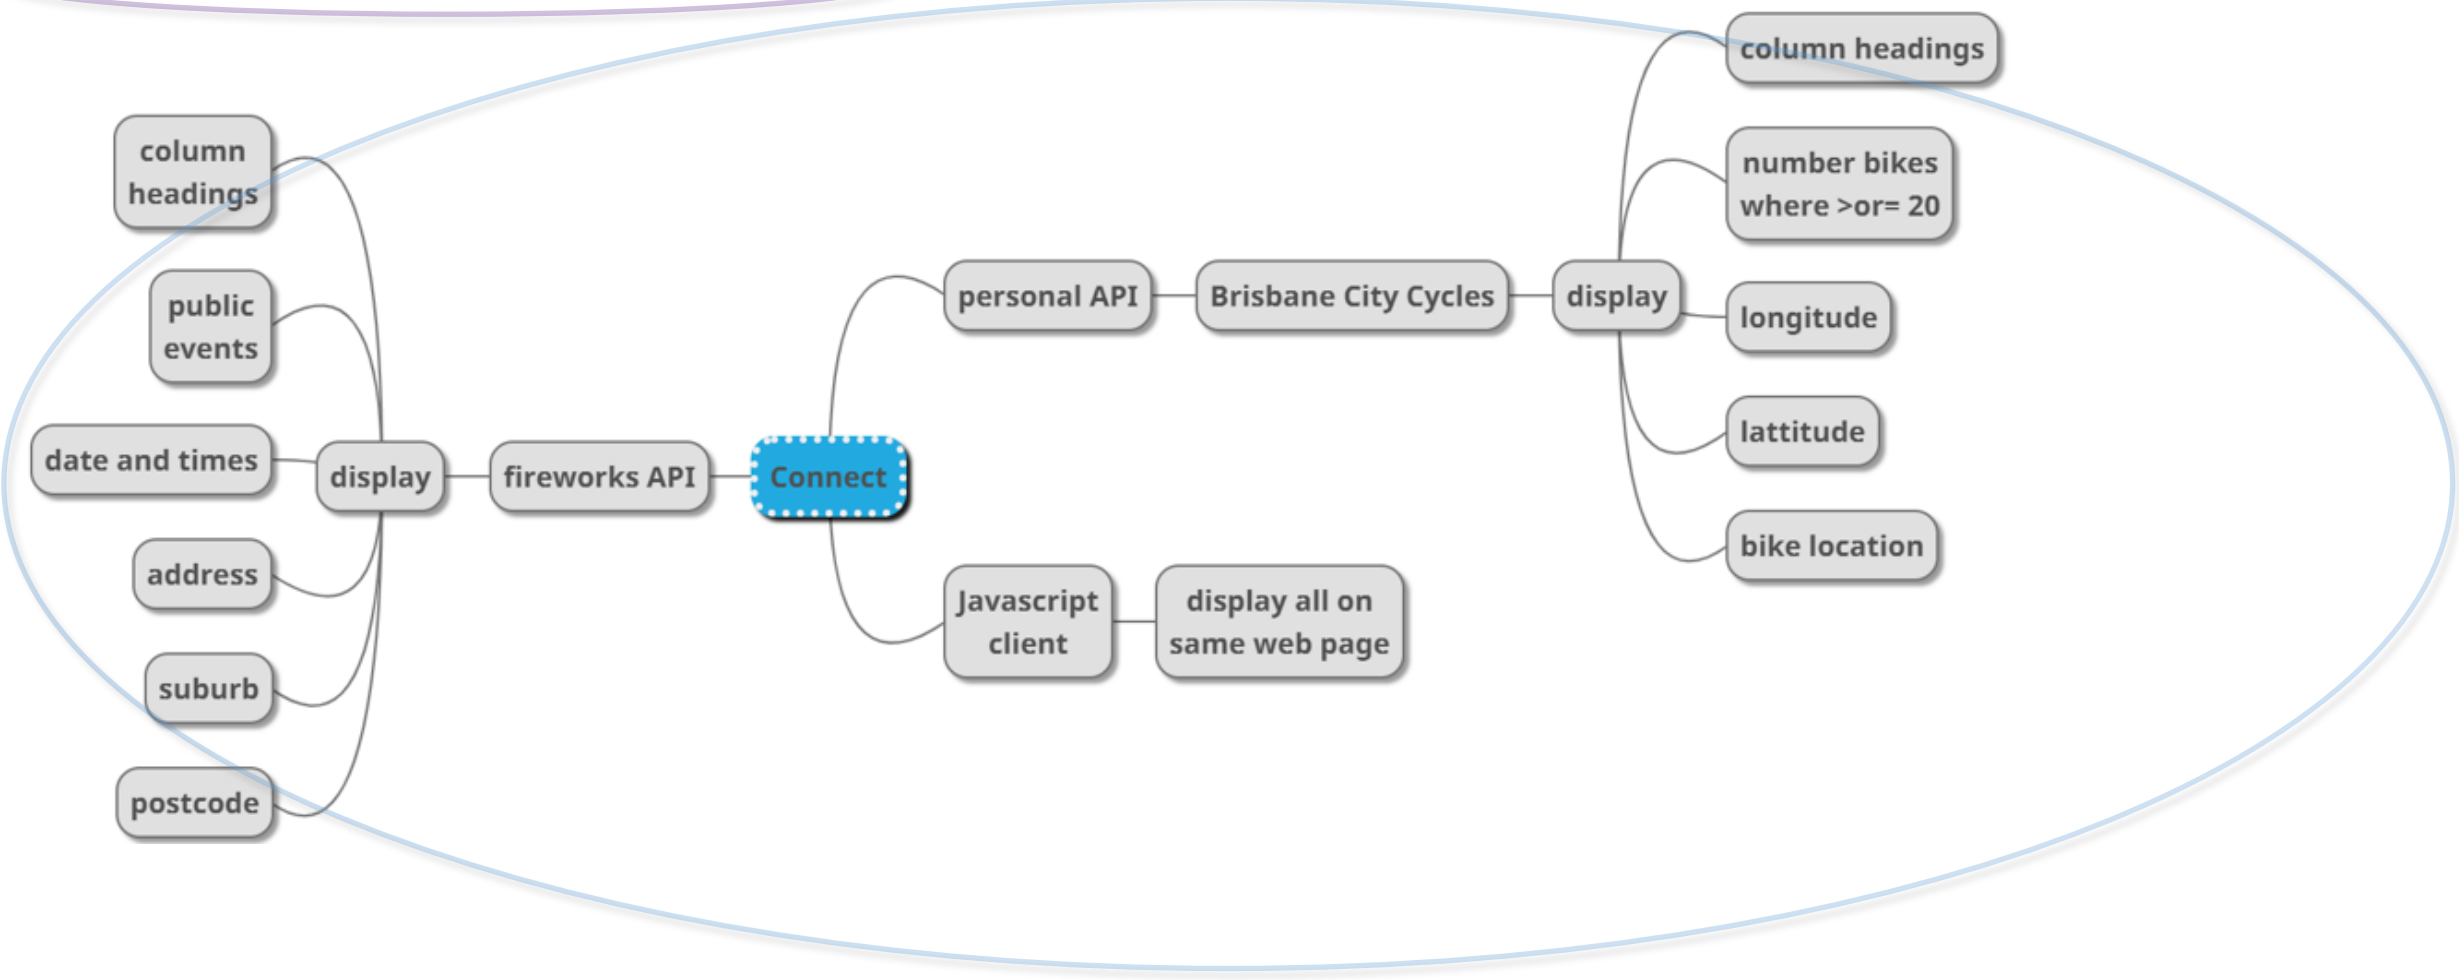 column
headings
public
events
date and times
address
suburb
postcode
display
fireworks API
Connect
personal API
Brisbane City Cycles
display
column headings
number bikes
where >or= 20
longitude
lattitude
bike location
Javascript
client
display all on
same web page